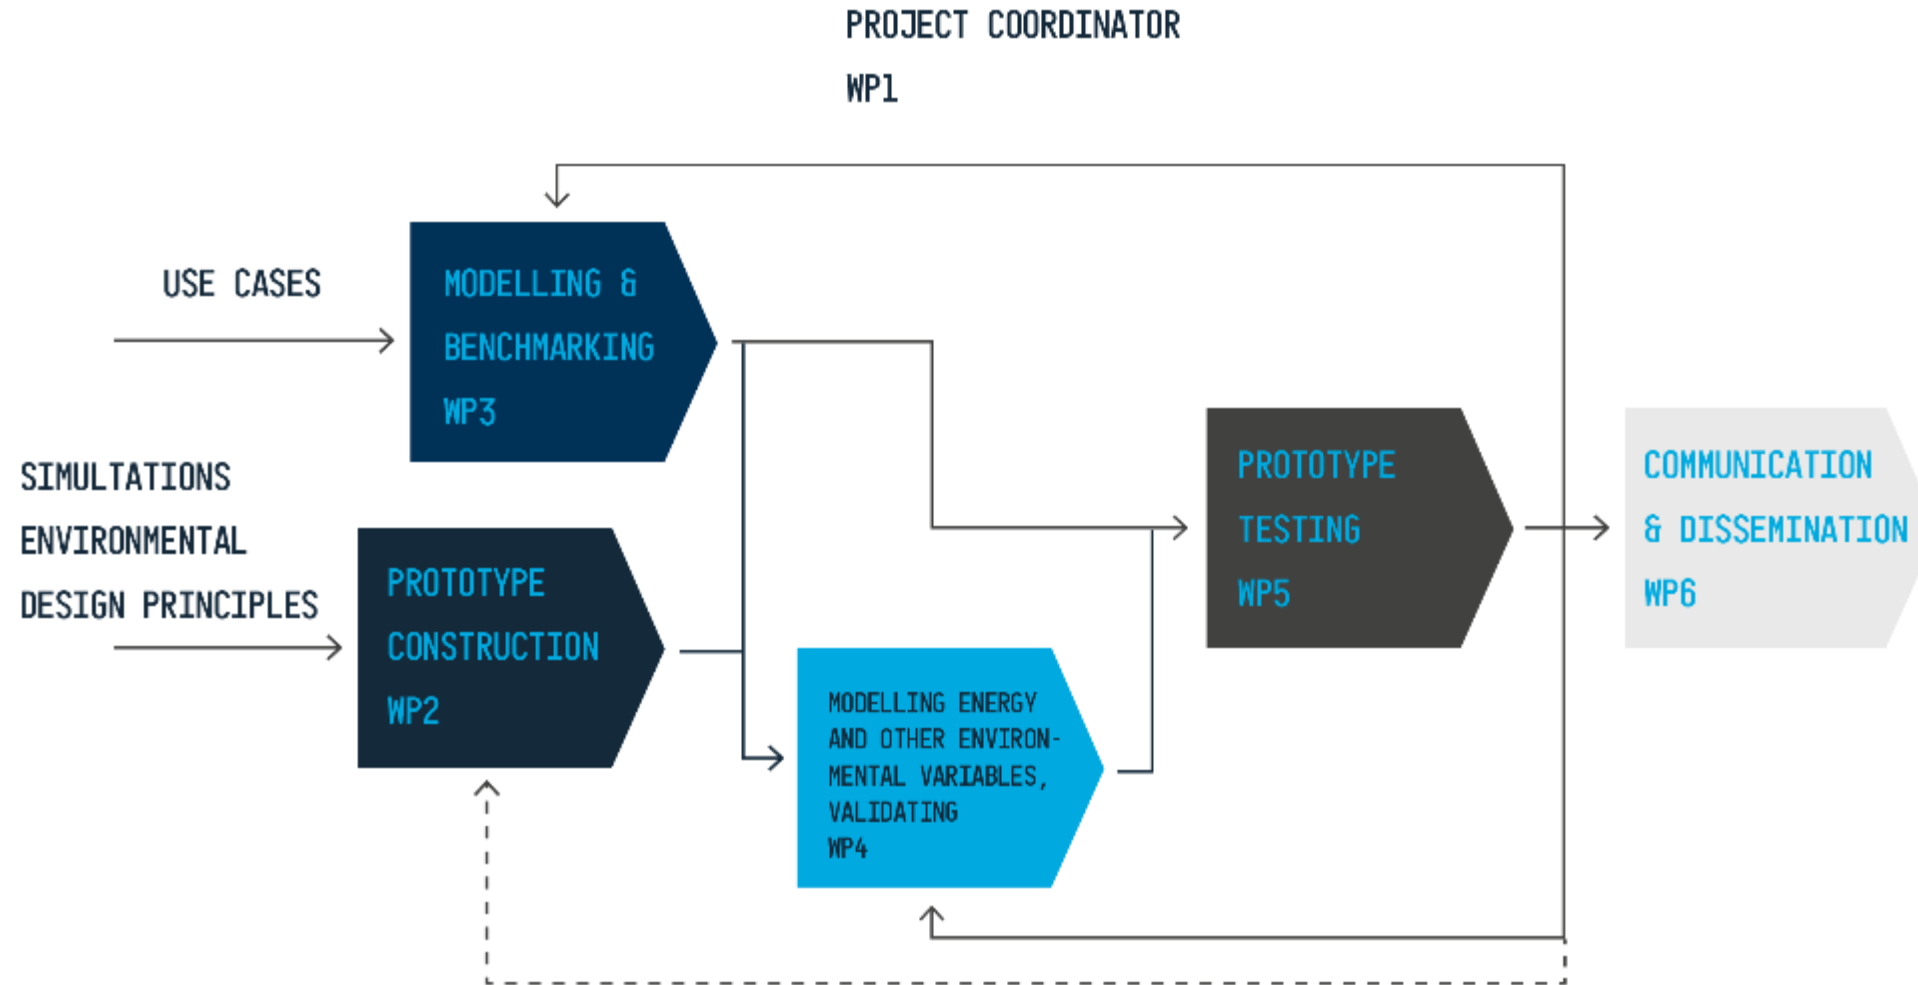 PROJECT COORDINATOR
WP1
USE CASES
MODELLING &
BENCHMARKING
WP3
SIMULTATIONS
ENVIRONMENTAL
DESIGN PRINCIPLES
PROTOTYPE
CONSTRUCTION
WP2
MODELLING ENERGY
AND OTHER ENVIRON-
MENTAL VARIABLES,
VALIDATING
WP4
PROTOTYPE
TESTING
WP5
COMMUNICATION
& DISSEMINATION
WP6